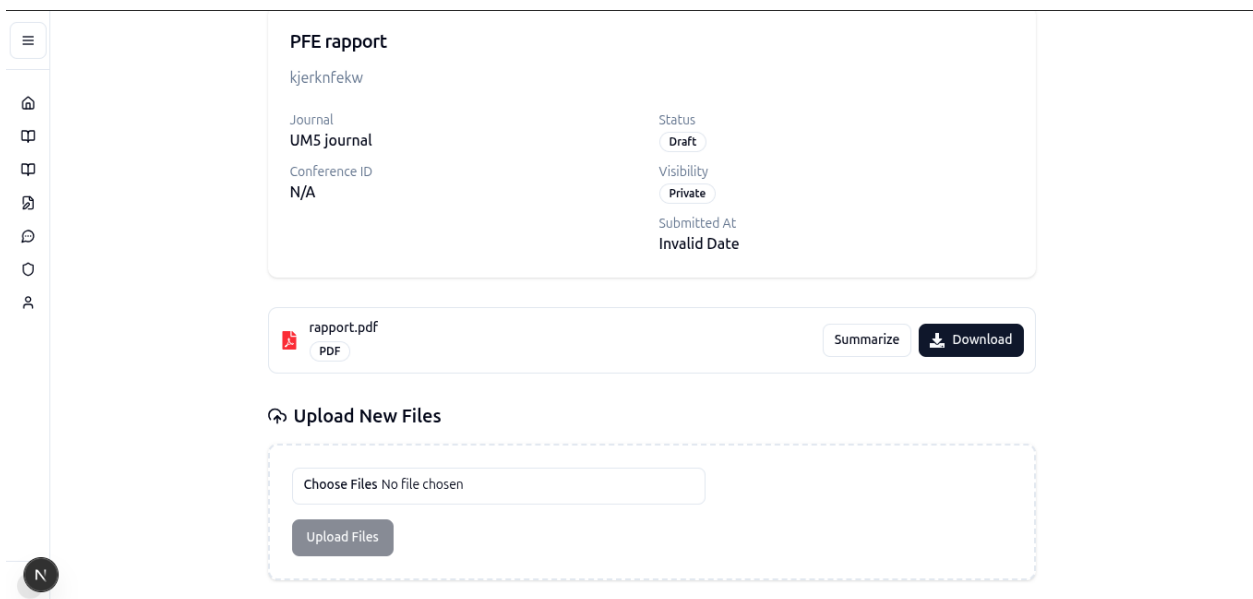 PFE rapport
kjerknfekw
Journal
UM5 journal
Conference ID
N/A
Status
Draft
Visibility
Private
Submitted At
Invalid Date
rapport.pdf
PDF
Summarize
Download
Upload New Files
Choose Files No file chosen
Upload Files
N